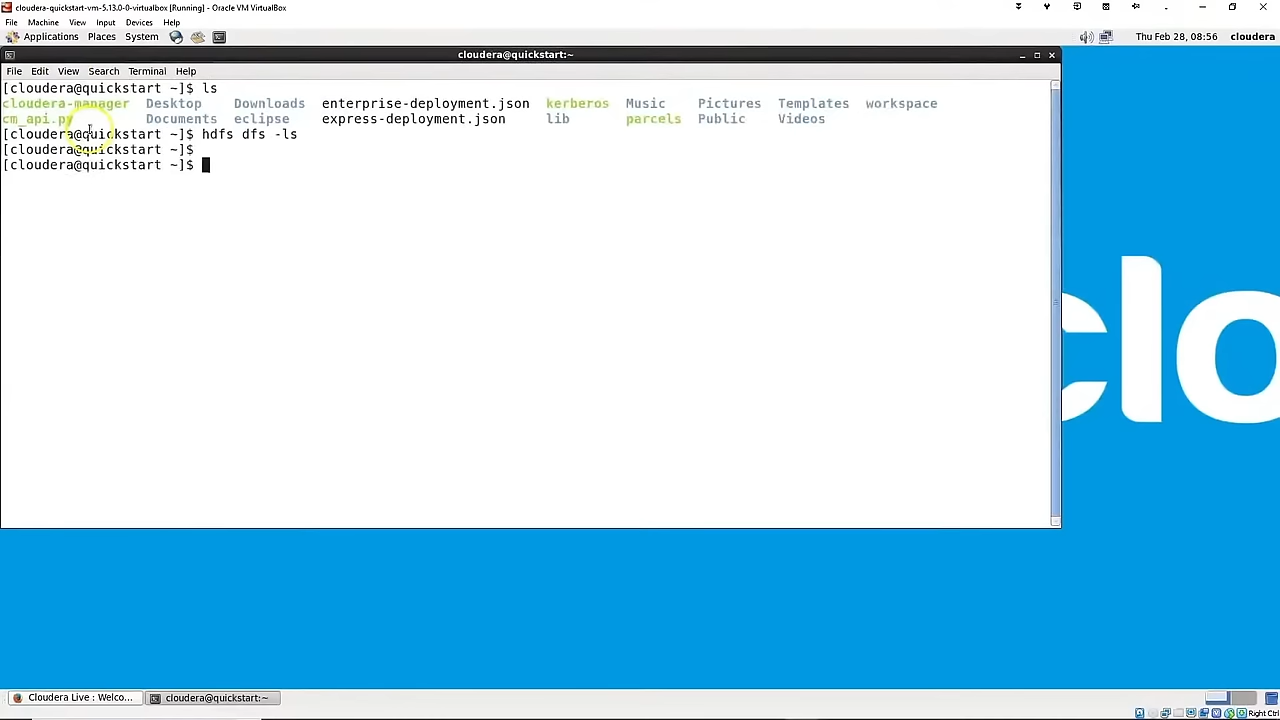 cloudera-quickstart-vm-5.13.0-0-virtualbox [Running] - Oracle VM VirtualBox
File Machine View Input Devices Help
Applications Places System Thu Feb 28, 08:56 cloudera
cloudera@quickstart:~
File Edit View Search Terminal Help
[cloudera@quickstart ~]$ ls
cloudera-manager Desktop Downloads enterprise-deployment.json kerberos Music Pictures Templates workspace
cm_api.py Documents eclipse express-deployment.json lib parcels Public Videos
[cloudera@quickstart ~]$ hdfs dfs -ls
[cloudera@quickstart ~]$
[cloudera@quickstart ~]$
clo
Cloudera Live : Welco... cloudera@quickstart:~
Right Ctrl